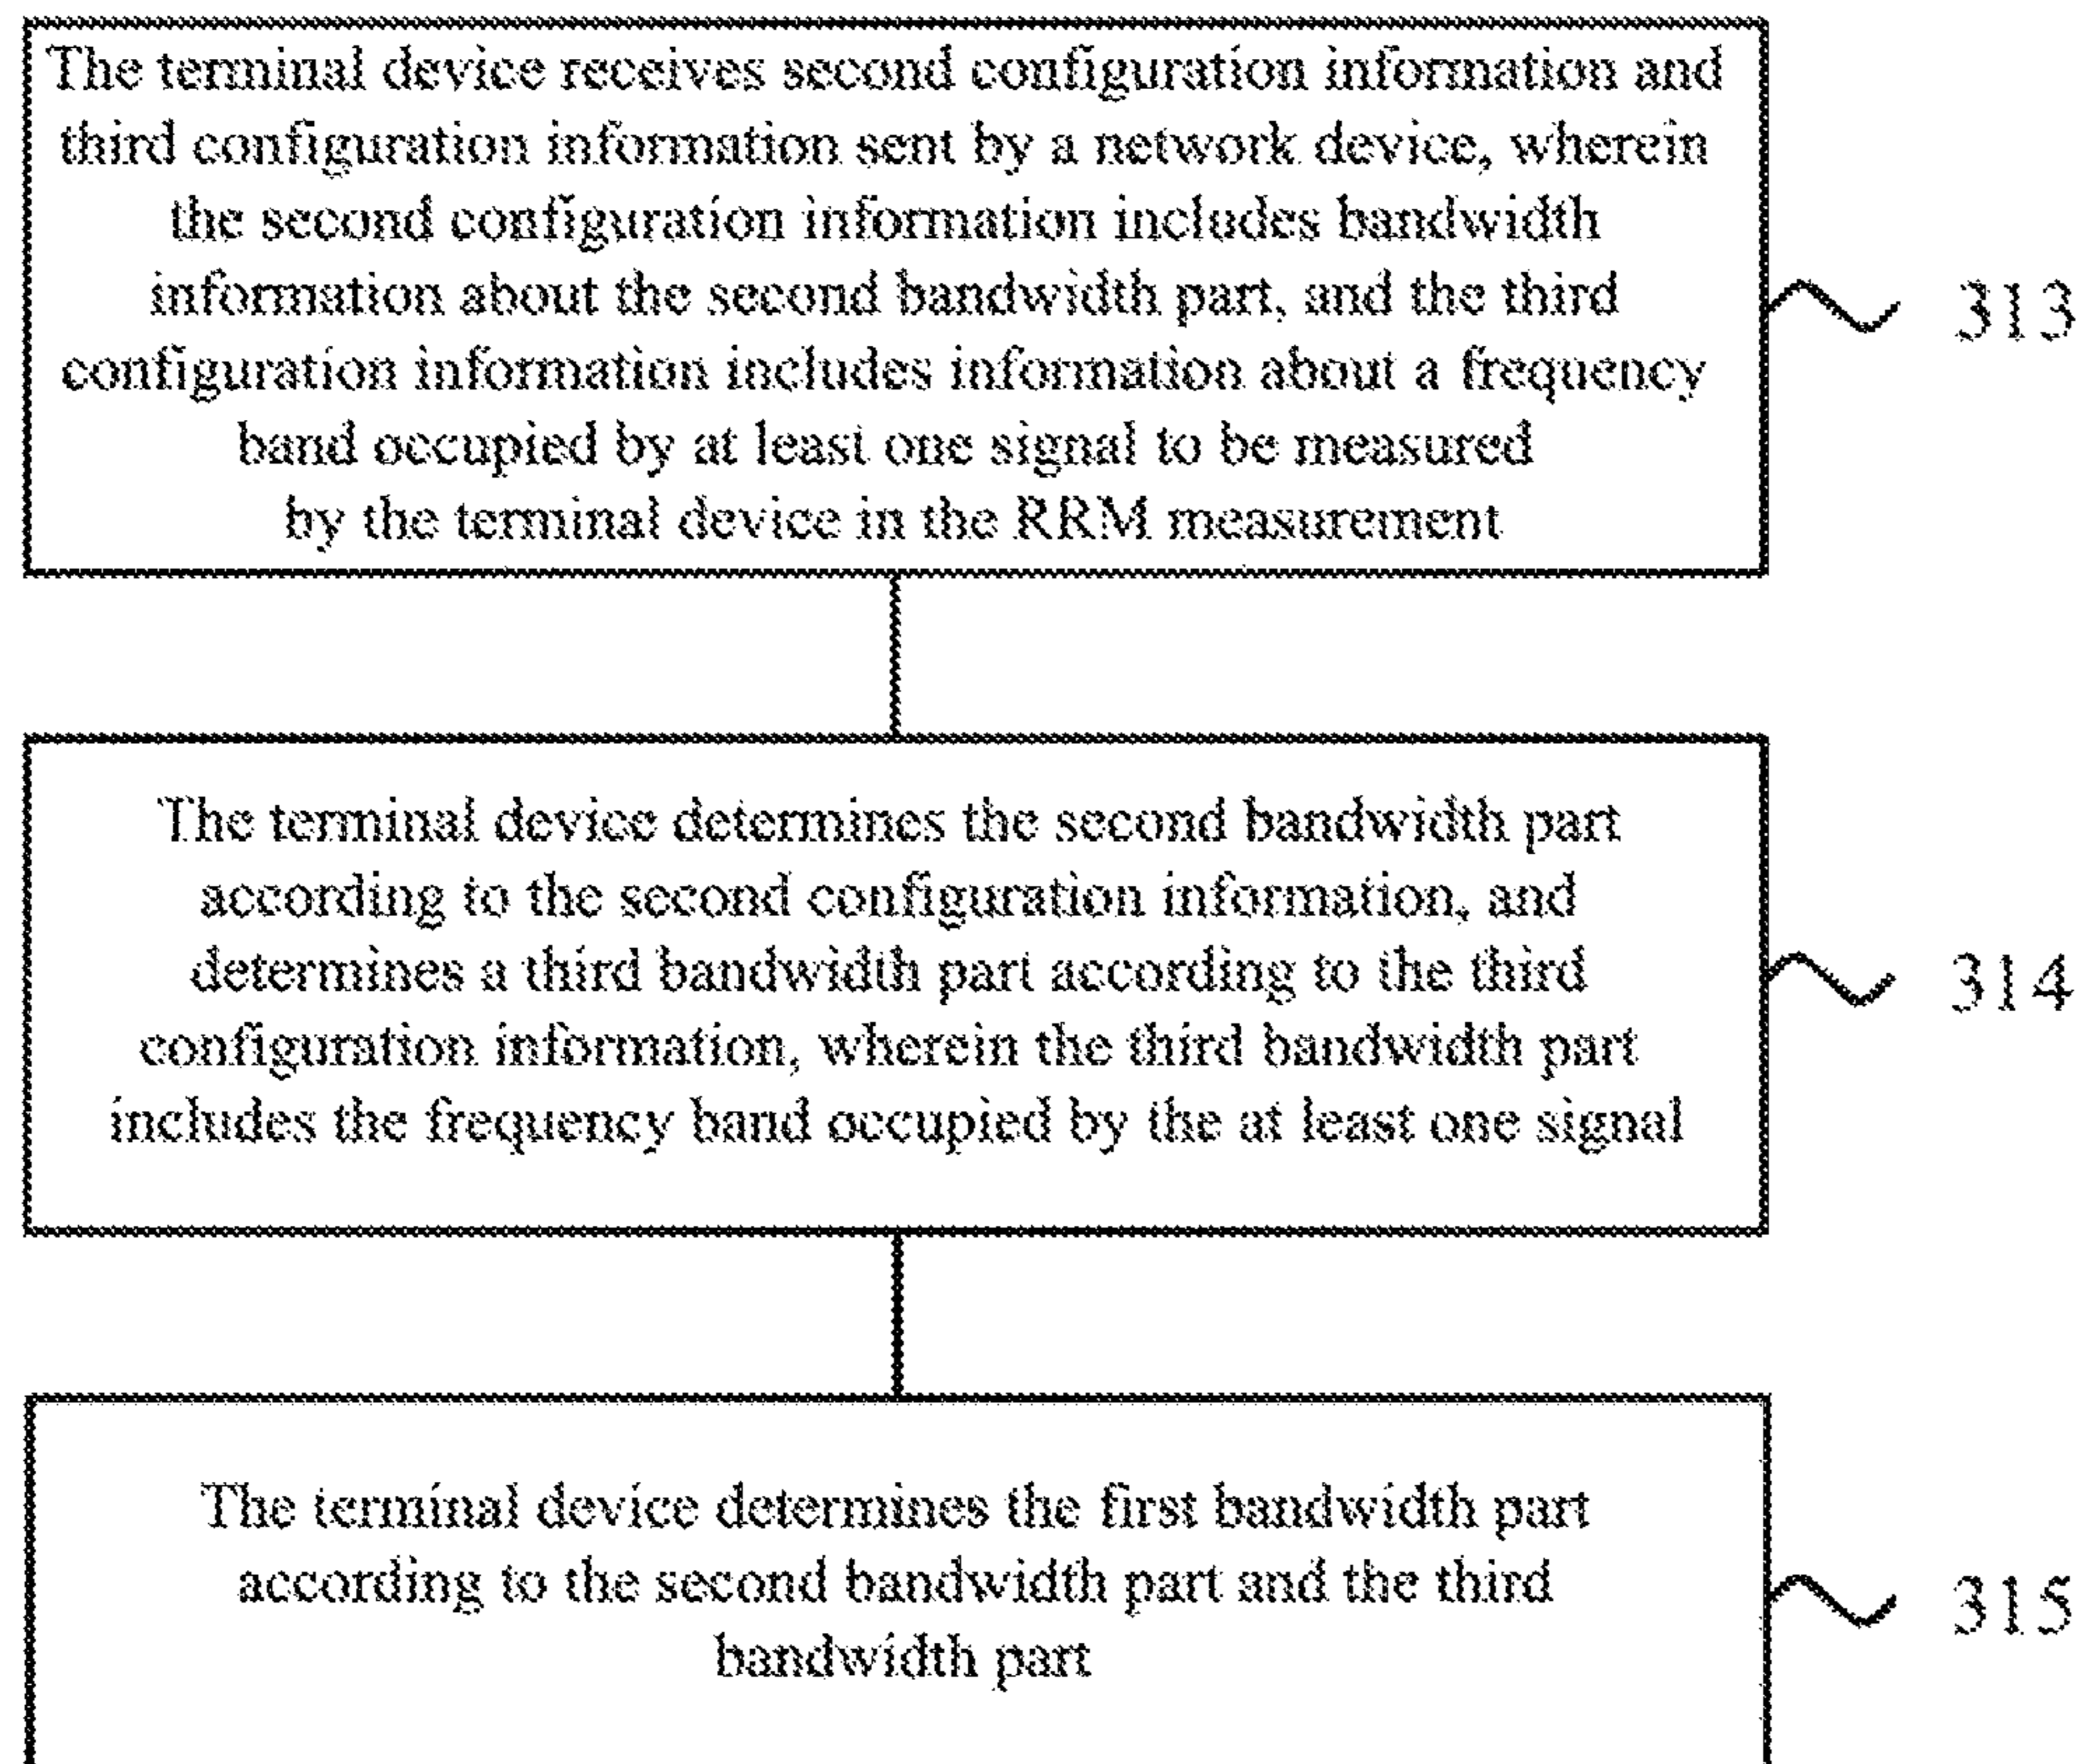 The terminal device receives second configuration information and
third configuration information sent by a network device, wherein
the second configuration information includes bandwidth
information about the second bandwidth part, and the third
configuration information includes information about a frequency
band occupied by at least one signal to be measured
by the terminal device in the RRM measurement
313
The terminal device determines the second bandwidth part
according to the second configuration information, and
determines a third bandwidth part according to the third
configuration information, wherein the third bandwidth part
includes the frequency band occupied by the at least one signal
314
The terminal device determines the first bandwidth part
according to the second bandwidth part and the third
bandwidth part
315